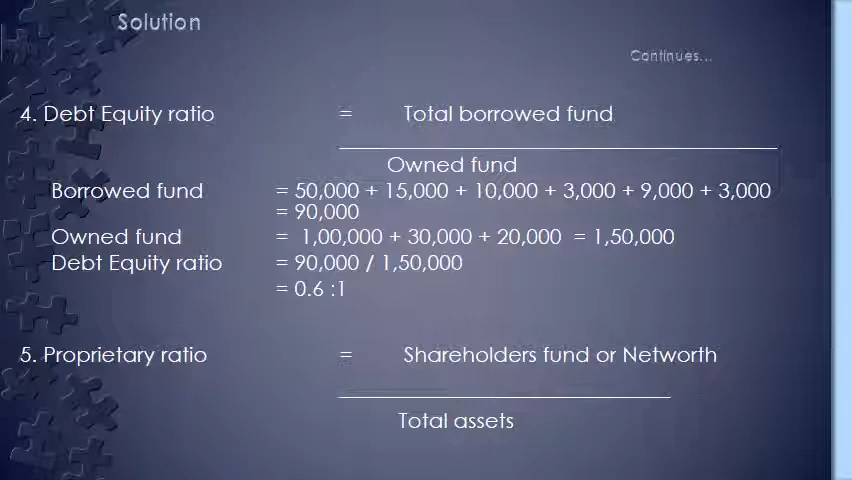 Solution
Continues...
4. Debt Equity ratio = Total borrowed fund
Owned fund
Borrowed fund = 50,000 + 15,000 + 10,000 + 3,000 + 9,000 + 3,000
= 90,000
Owned fund = 1,00,000 + 30,000 + 20,000 = 1,50,000
Debt Equity ratio = 90,000 / 1,50,000
= 0.6 :1
5. Proprietary ratio = Shareholders fund or Networth
Total assets